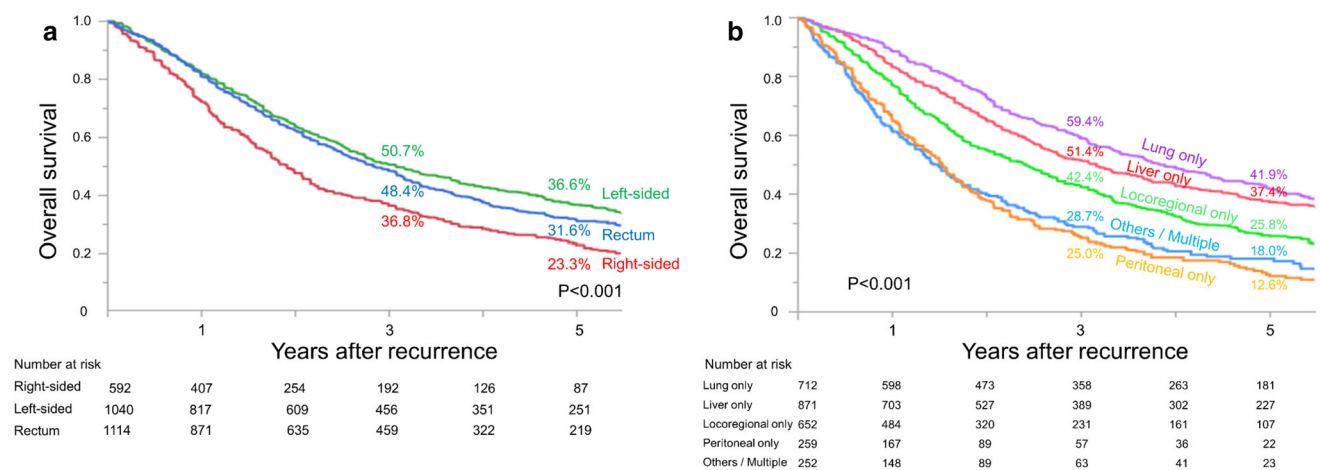 a
1.0
0.8
0.6
0.4
0.2
0
Overall survival
50.7%
48.4%
36.8%
36.6%
Left-sided
31.6%
Rectum
23.3%
Right-sided
P<0.001
1 3 5
Years after recurrence
Number at risk
Right-sided 592 407 254 192 126 87
Left-sided 1040 817 609 456 351 251
Rectum 1114 871 635 459 322 219
b
1.0
0.8
0.6
0.4
0.2
0
Overall survival
59.4%
Lung only
51.4%
Liver only
41.9%
37.4%
42.4%
Locoregional only
25.8%
28.7%
Others / Multiple
18.0%
25.0%
Peritoneal only
12.6%
P<0.001
1 3 5
Years after recurrence
Number at risk
Lung only 712 598 473 358 263 181
Liver only 871 703 527 389 302 227
Locoregional only 652 484 320 231 161 107
Peritoneal only 259 167 89 57 36 22
Others / Multiple 252 148 89 63 41 23